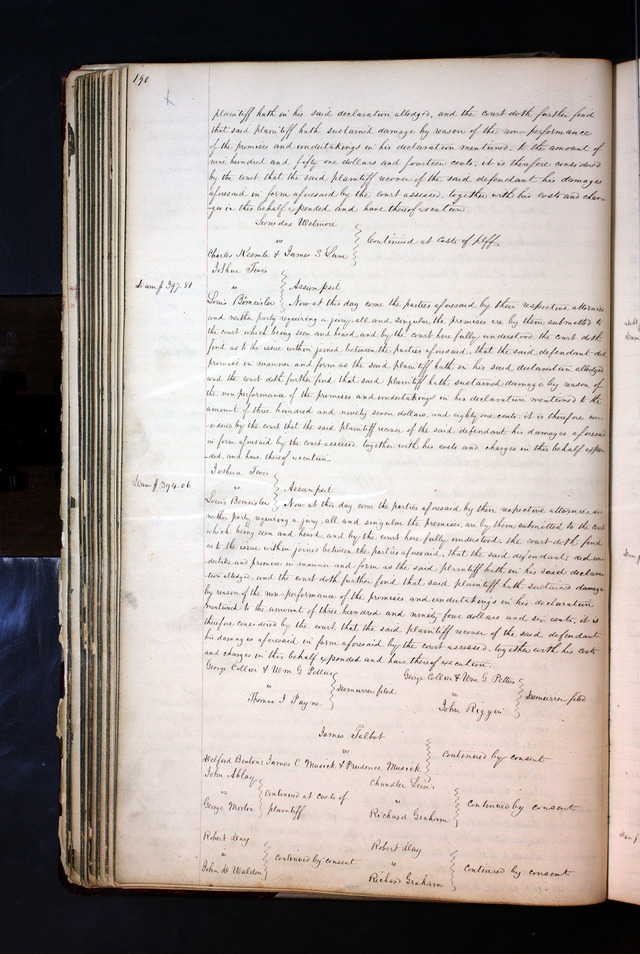 190
plaintiff hath in his said declaration alledged, and the court doth further find
that said plaintiff hath sustained damage by reason of the non-performance
of the promises and undertakings in his declaration mentioned, to the amount of
nine hundred and fifty one dollars and fourteen cents, it is therefore considered
by the court that the said plaintiff recover of the said defendant his damages
aforesaid in form aforesaid by the court assessed, together with his costs and char-
ges in this behalf expended and have thereof execution.
Leonidas Wetmore
vs
Charles Keemle & James S Lane
Continued at costs of plff
Joshua
Dam $ 397.81
vs
Assumpsit
Louis Bomeisler
Now at this day come the parties aforesaid by their respective attornies
and neither party requiring a jury, all and singular the premises are by them submitted to
the court which being seen and heard and by the court here fully understood, the court doth
find as to the issue within joined between the parties aforesaid, that the said defendant did
promise in manner and form as the said plaintiff hath in his said declaration alledged
and the court doth further find that said plaintiff hath sustained damage by reason of
the non performance of the promises and undertakings in his declaration mentioned to the
amount of three hundred and ninety seven dollars, and eighty one cents, it is therefore con-
sidered by the court that the said plaintiff recover of the said defendant his damages aforesaid
in form aforesaid by the court assessed, together with his costs and charges in this behalf expen
ded, and have thereof execution.
Joshua
Dam $ 394.06
vs
Assumpsit
Louis Bomeisler
Now at this day come the parties aforesaid by their respective attornies, and
neither party requiring a jury, all and singular the premises, are by them submitted to the court
which being seen and heard, and by the court here fully understood, the court doth find
as to the issue within joined between the parties aforesaid, that the said defendant did un-
dertake and promise in manner and form as the said plaintiff hath in his said declara-
tion alledged, and the court doth further find that said plaintiff hath sustained damage
by reason of the non-performance of the promises and undertakings in his declaration
mentioned to the amount of three hundred and ninety four dollars and six cents, it is
therefore considered by the court that the said plaintiff recover of the said defendant
his damages aforesaid in form aforesaid by the court assessed, together with his costs
and charges in this behalf expended and have thereof execution.
George Collier & Wm G Pettus
vs
Thomas J Payne
Demurrer filed
George Collier & Wm G Pettus
vs
John Riggin
Demurrer filed
James Talbot
vs
Milford Benton: James C Musick & Prudence Musick
Continued by consent
John Ahlay
vs
George Morton
Continued at costs of
plaintiff
Chandler Lewis
vs
Richard Graham
Continued by consent
Robert Way
vs
John W Waldon
continued by consent
Robert Way
vs
Richard Graham
Continued by consent